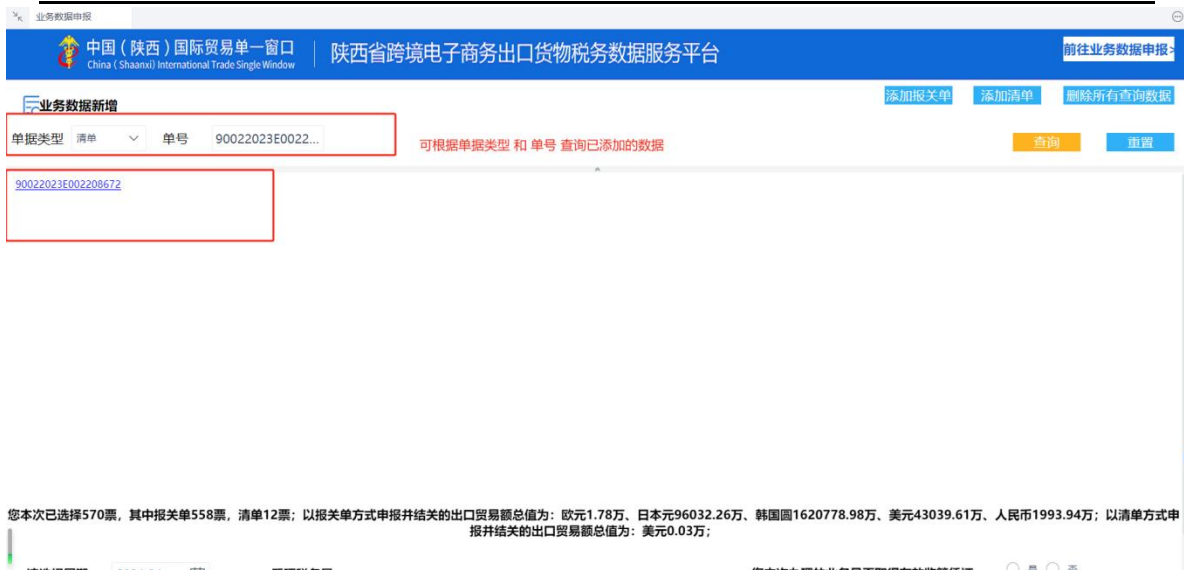 业务数据申报
中国（陕西）国际贸易单一窗口
China ( Shaanxi) International Trade Single Window
陕西省跨境电子商务出口货物税务数据服务平台
前往业务数据申报>
业务数据新增
添加报关单
添加清单
删除所有查询数据
单据类型 清单 单号 90022023E0022...
可根据单据类型 和 单号 查询已添加的数据
查询
重置
90022023E002208672
您本次已选择570票，其中报关单558票，清单12票；以报关单方式申报并结关的出口贸易额总值为：欧元1.78万、日本元96032.26万、韩国圆1620778.98万、美元43039.61万、人民币1993.94万；以清单方式申
报并结关的出口贸易额总值为：美元0.03万；